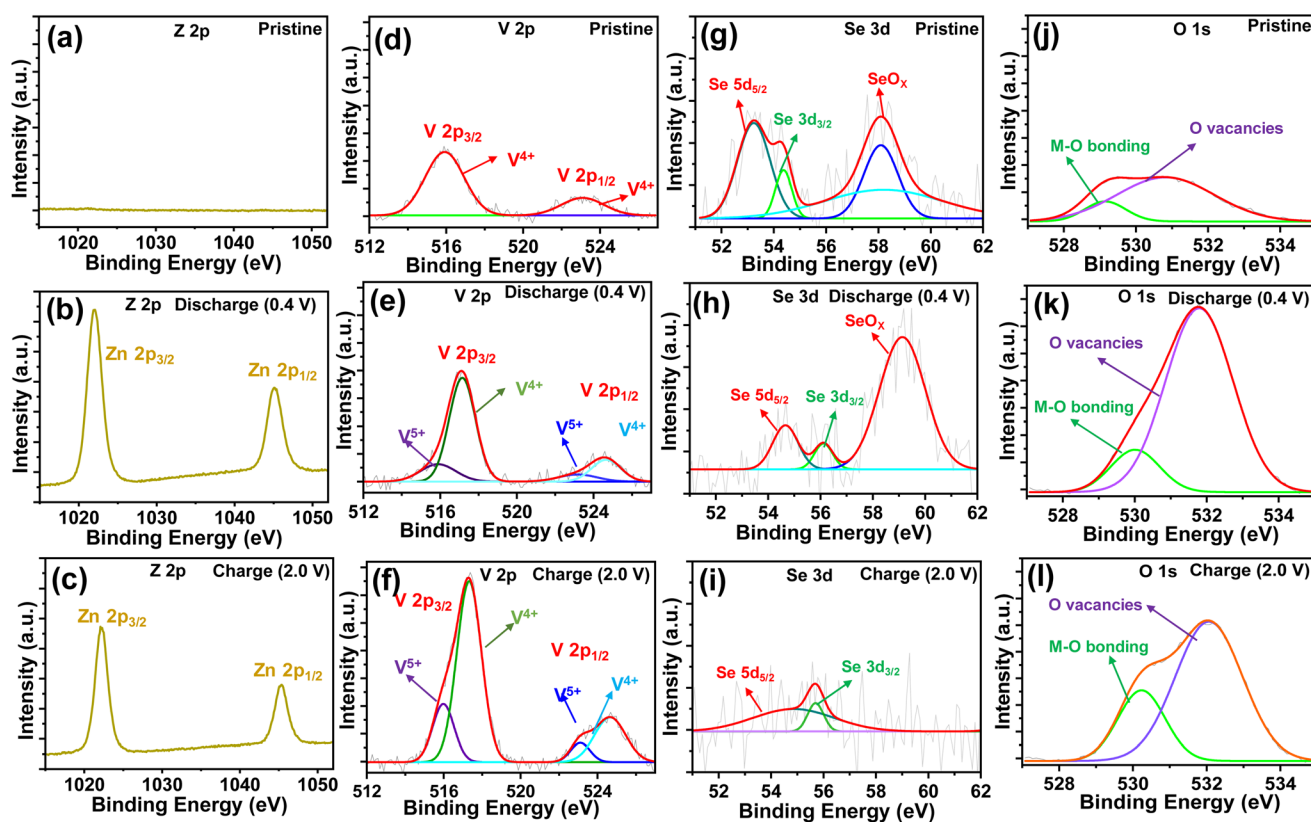 (a) Z 2p Pristine
Intensity (a.u.)
1020 1030 1040 1050
Binding Energy (eV)
(d) V 2p Pristine
Intensity (a.u.)
V 2p3/2
V4+
V 2p1/2
V4+
512 516 520 524
Binding Energy (eV)
(g) Se 3d Pristine
Intensity (a.u.)
Se 5d5/2
Se 3d3/2
SeOX
52 54 56 58 60 62
Binding Energy (eV)
(j) O 1s Pristine
Intensity (a.u.)
O vacancies
M-O bonding
528 530 532 534
Binding Energy (eV)
(b) Z 2p Discharge (0.4 V)
Intensity (a.u.)
Zn 2p3/2
Zn 2p1/2
1020 1030 1040 1050
Binding Energy (eV)
(e) V 2p Discharge (0.4 V)
Intensity (a.u.)
V 2p3/2
V4+
V5+
V 2p1/2
V5+ V4+
512 516 520 524
Binding Energy (eV)
(h) Se 3d Discharge (0.4 V)
Intensity (a.u.)
SeOX
Se 5d5/2
Se 3d3/2
52 54 56 58 60 62
Binding Energy (eV)
(k) O 1s Discharge (0.4 V)
Intensity (a.u.)
O vacancies
M-O bonding
528 530 532 534
Binding Energy (eV)
(c) Z 2p Charge (2.0 V)
Intensity (a.u.)
Zn 2p3/2
Zn 2p1/2
1020 1030 1040 1050
Binding Energy (eV)
(f) V 2p Charge (2.0 V)
Intensity (a.u.)
V 2p3/2
V4+
V5+
V 2p1/2
V5+ V4+
512 516 520 524
Binding Energy (eV)
(i) Se 3d Charge (2.0 V)
Intensity (a.u.)
Se 5d5/2
Se 3d3/2
52 54 56 58 60 62
Binding Energy (eV)
(l) O 1s Charge (2.0 V)
Intensity (a.u.)
O vacancies
M-O bonding
528 530 532 534
Binding Energy (eV)